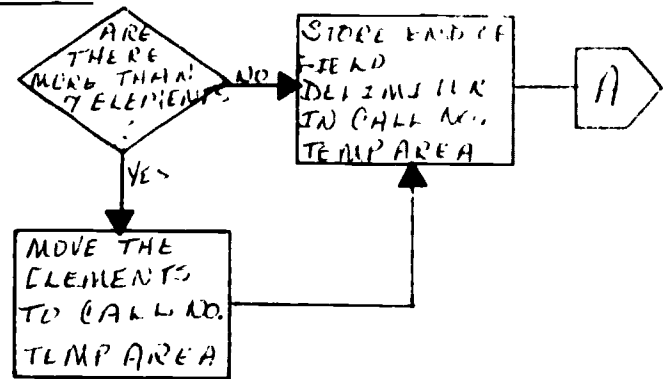 ARE
THERE
MORE THAN
7 ELEMENTS
?
NO
YES
STORE END OF
FIELD
DELIMITER
IN CALL NO.
TEMP AREA
A
MOVE THE
ELEMENTS
TO CALL NO.
TEMP AREA